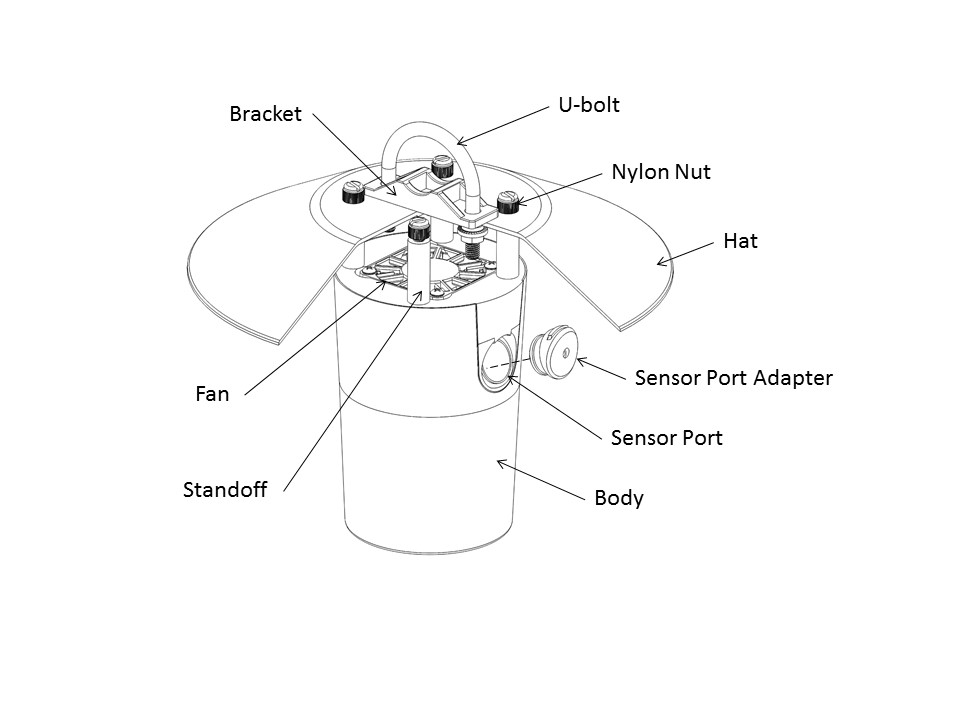 U-bolt
Bracket
Nylon Nut
Hat
Sensor Port Adapter
Fan
Sensor Port
Standoff
Body